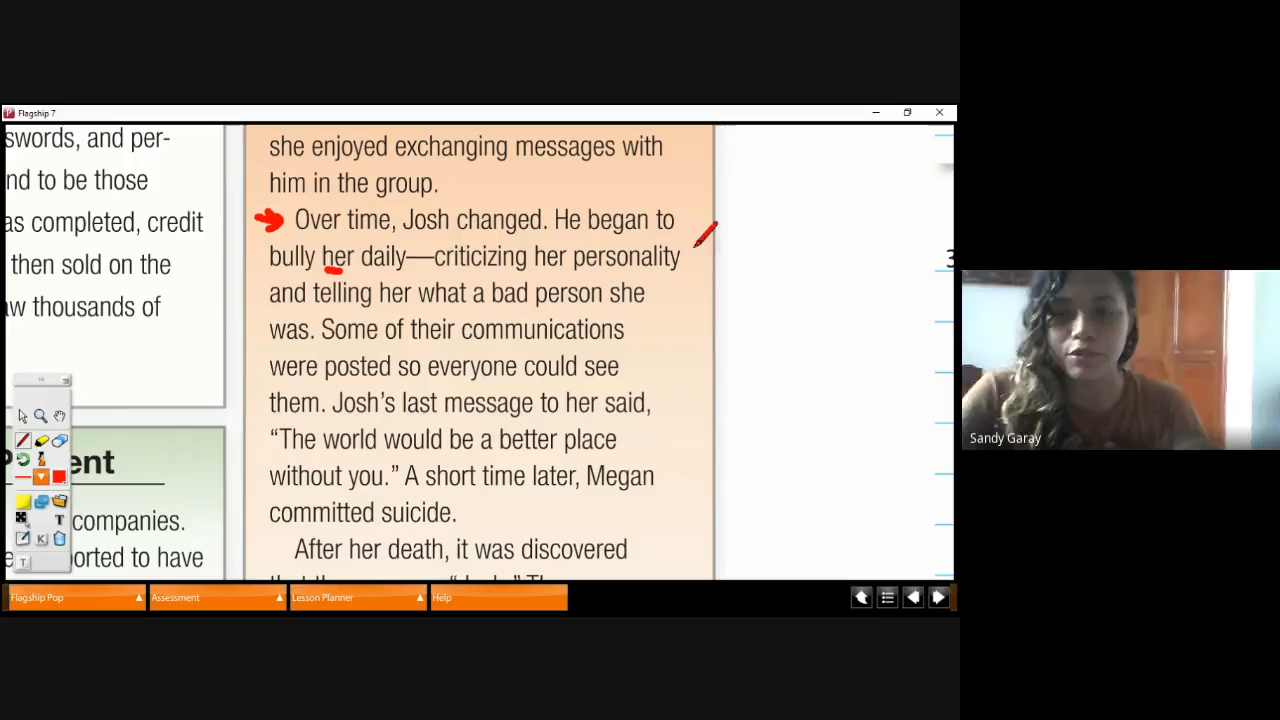 Flagship 7
swords, and per-
nd to be those
as completed, credit
then sold on the
aw thousands of
ent
companies.
ported to have
she enjoyed exchanging messages with
him in the group.
Over time, Josh changed. He began to
bully her daily—criticizing her personality
and telling her what a bad person she
was. Some of their communications
were posted so everyone could see
them. Josh's last message to her said,
“The world would be a better place
without you.” A short time later, Megan
committed suicide.
After her death, it was discovered
3
Sandy Garay
T
K
T
Flagship Pop
Assessment
Lesson Planner
Help